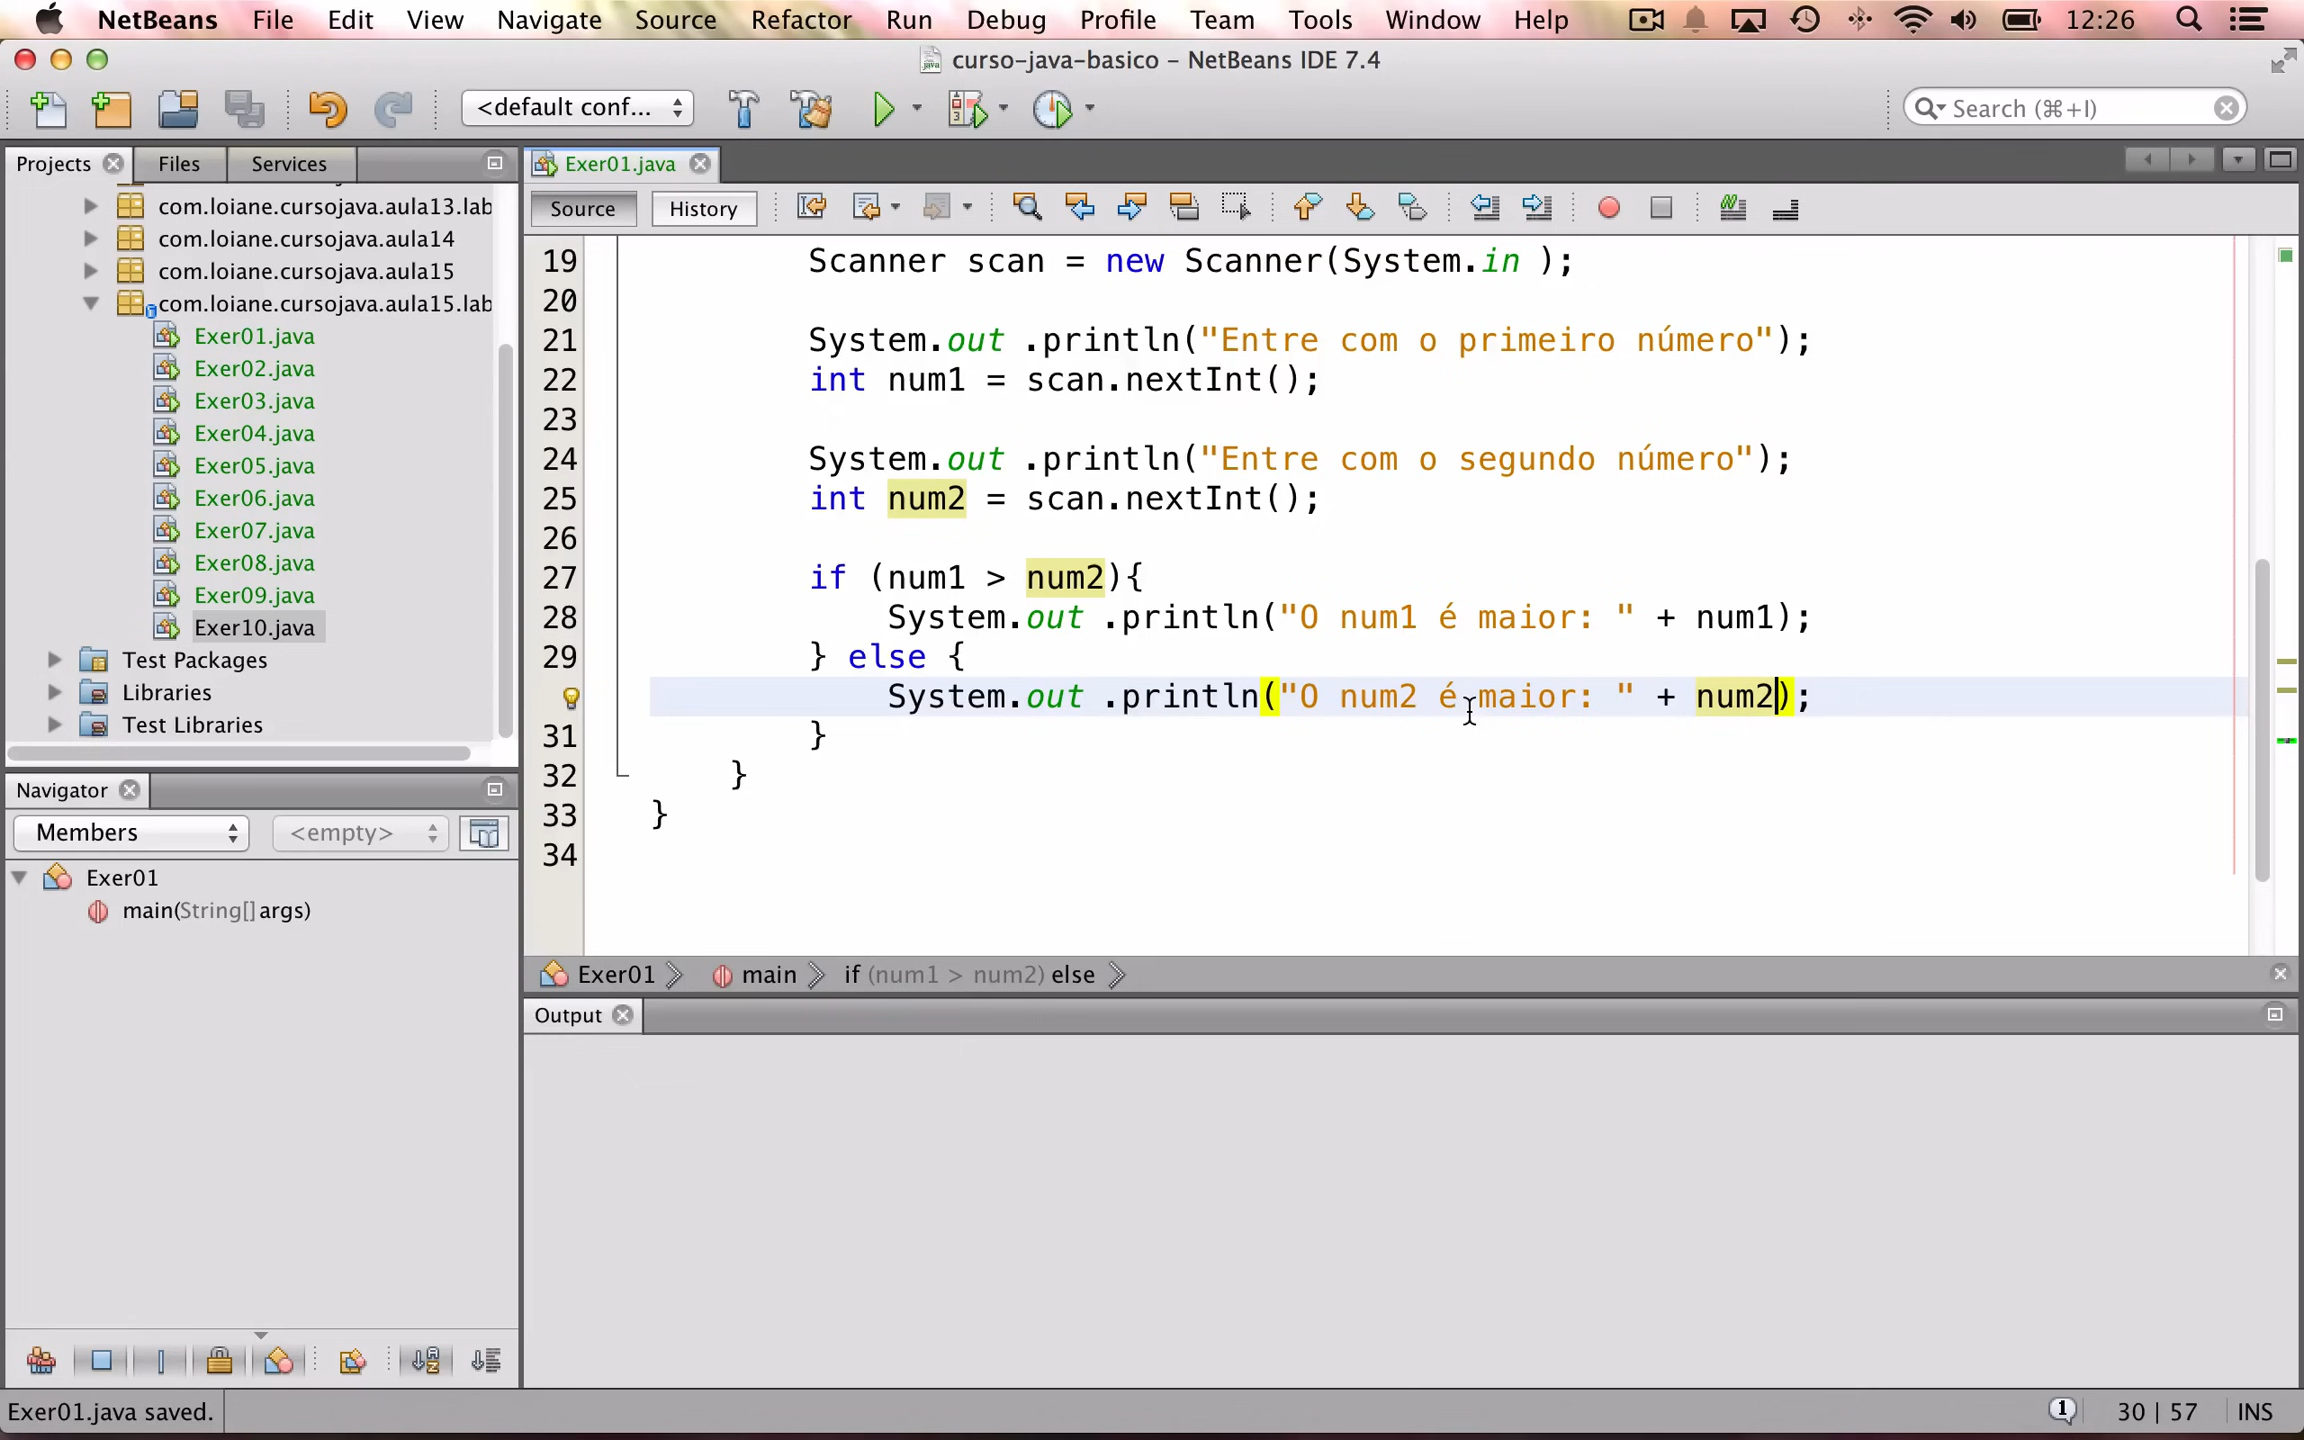 NetBeans File Edit View Navigate Source Refactor Run Debug Profile Team Tools Window Help 12:26
curso-java-basico – NetBeans IDE 7.4
<default conf... Search (⌘+I)
Projects Files Services
com.loiane.cursojava.aula13.lab
com.loiane.cursojava.aula14
com.loiane.cursojava.aula15
com.loiane.cursojava.aula15.lab
Exer01.java
Exer02.java
Exer03.java
Exer04.java
Exer05.java
Exer06.java
Exer07.java
Exer08.java
Exer09.java
Exer10.java
Test Packages
Libraries
Test Libraries
Navigator
Members <empty>
Exer01
main(String[] args)
Exer01.java
Source History
19 Scanner scan = new Scanner(System.in );
20
21 System.out .println("Entre com o primeiro número");
22 int num1 = scan.nextInt();
23
24 System.out .println("Entre com o segundo número");
25 int num2 = scan.nextInt();
26
27 if (num1 > num2){
28 System.out .println("O num1 é maior: " + num1);
29 } else {
System.out .println("O num2 é maior: " + num2);
31 }
32 }
33 }
34
Exer01 main if (num1 > num2) else
Output
Exer01.java saved. 1 30 | 57 INS